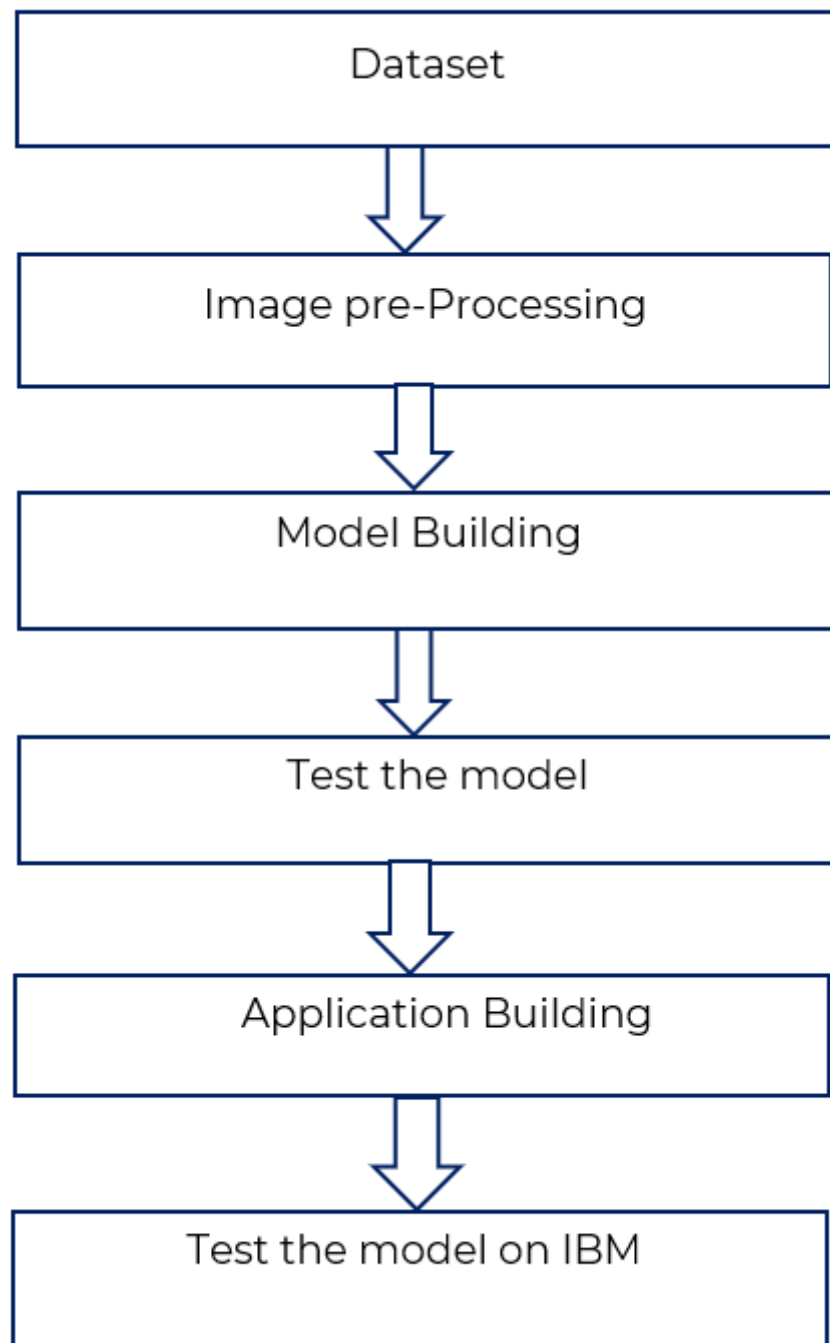 Dataset
Image pre-Processing
Model Building
Test the model
Application Building
Test the model on IBM